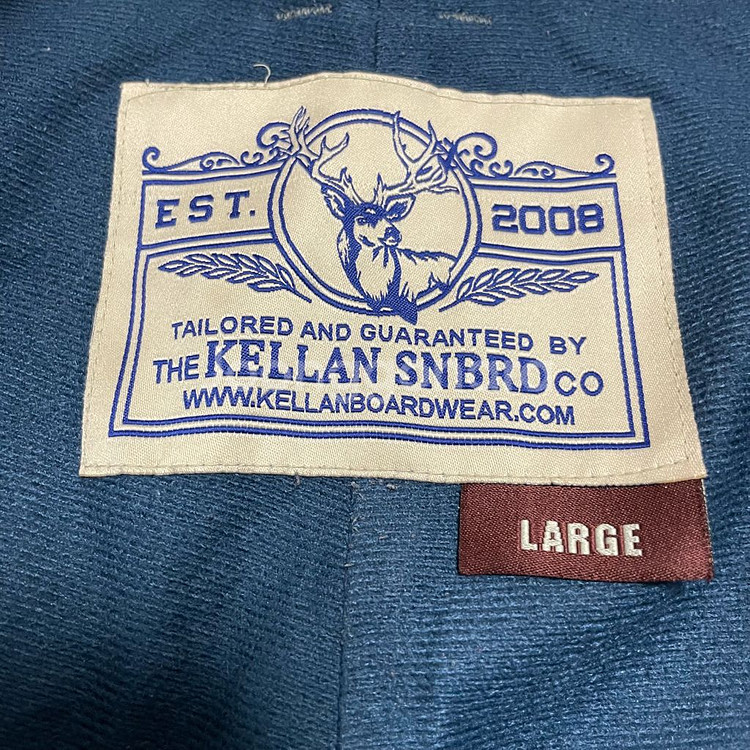 EST. 2008
TAILORED AND GUARANTEED BY
THE KELLAN SNBRD CO
WWW.KELLANBOARDWEAR.COM
LARGE